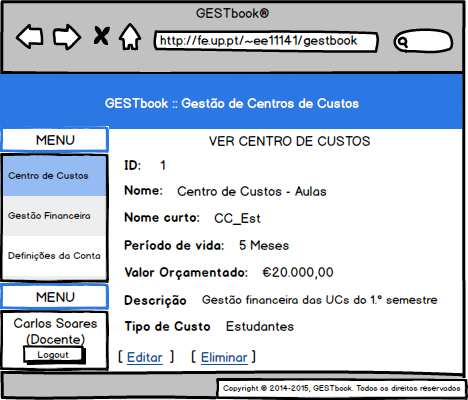 GESTbook®
http://fe.up.pt/~ee11141/gestbook
GESTbook :: Gestão de Centros de Custos
MENU
Centro de Custos
Gestão Financeira
Definições da Conta
MENU
Carlos Soares
(Docente)
Logout
VER CENTRO DE CUSTOS
ID: 1
Nome: Centro de Custos - Aulas
Nome curto: CC_Est
Período de vida: 5 Meses
Valor Orçamentado: €20.000,00
Descrição Gestão financeira das UCs do 1.º semestre
Tipo de Custo Estudantes
[ Editar ] [ Eliminar ]
Copyright © 2014-2015, GESTbook. Todos os direitos reservados